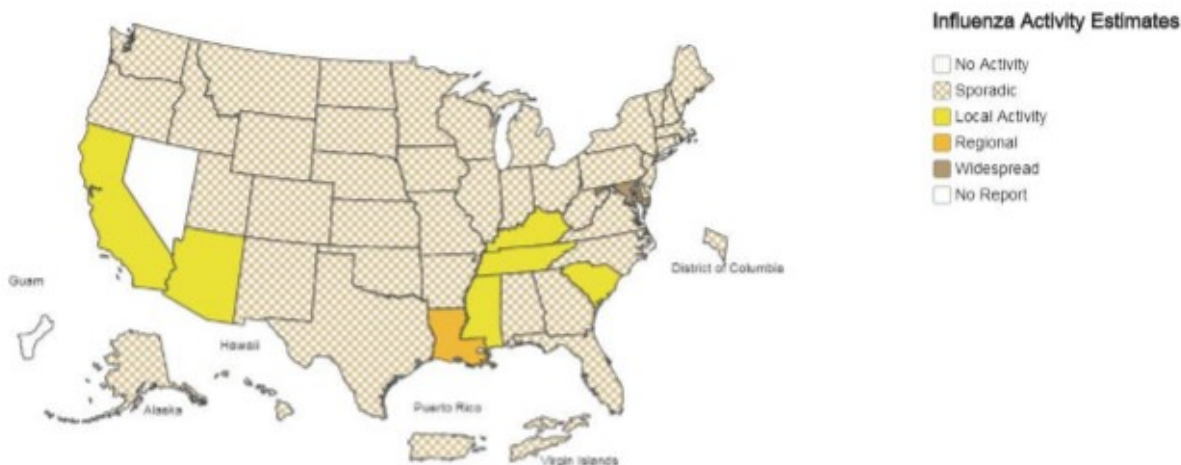 Influenza Activity Estimates
No Activity
Sporadic
Local Activity
Regional
Widespread
No Report
District of Columbia
Guam
Hawaii
Alaska
Puerto Rico
Virgin Islands